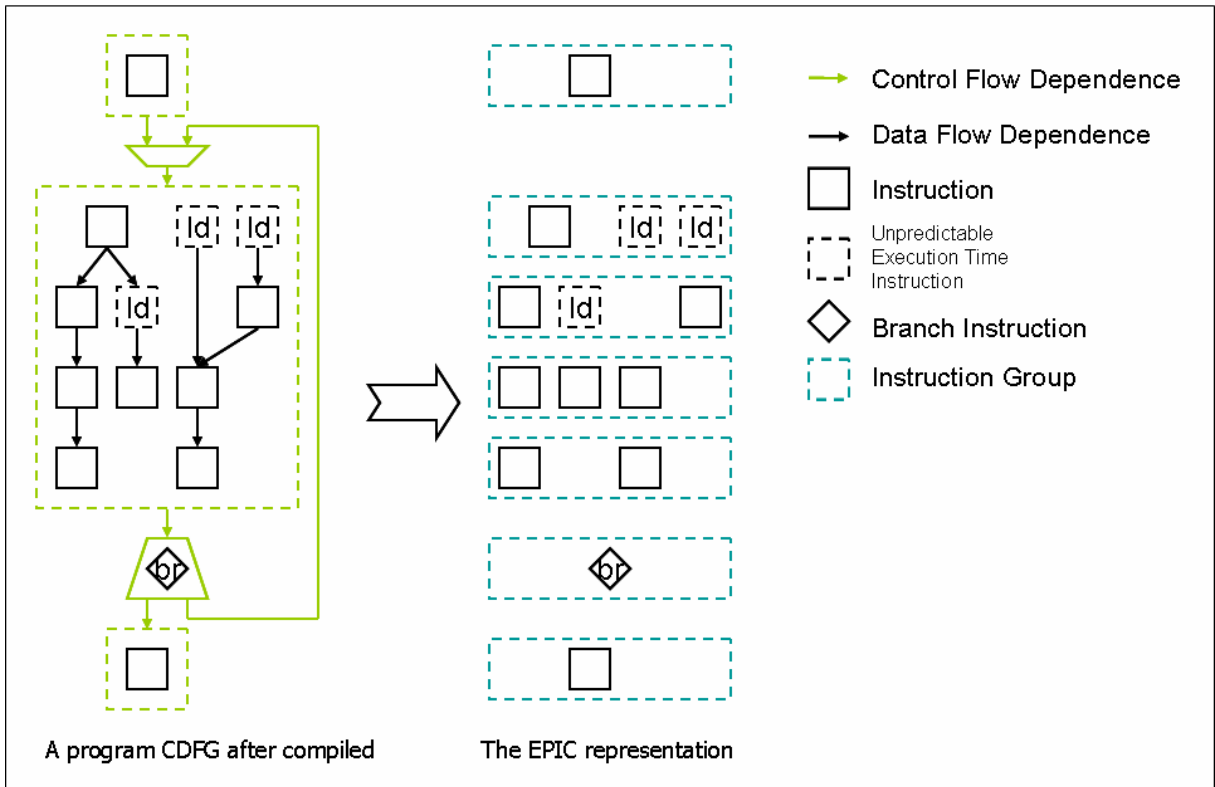 Control Flow Dependence
Data Flow Dependence
Instruction
Unpredictable
Execution Time
Instruction
Branch Instruction
Instruction Group
ld
ld
ld
br
ld
ld
ld
br
A program CDFG after compiled
The EPIC representation